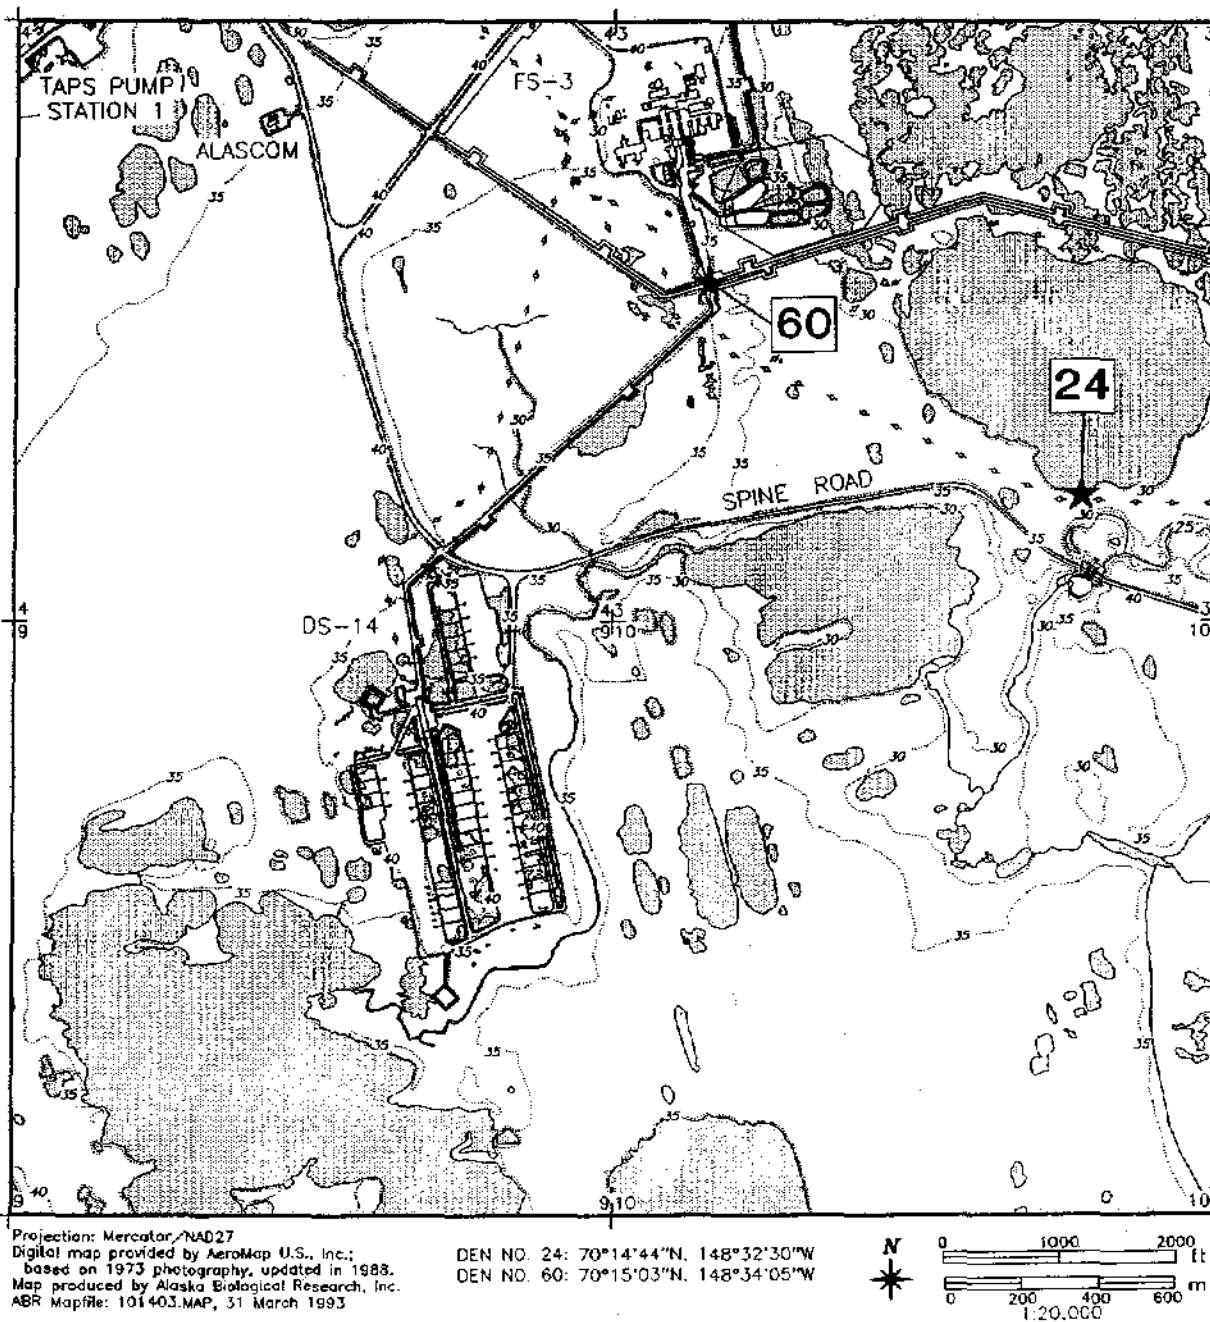 FS-3
TAPS PUMP
STATION 1
ALASCOM
60
24
SPINE ROAD
DS-14
Projection: Mercator/NAD27
Digital map provided by AeroMap U.S., Inc.;
based on 1973 photography, updated in 1988.
Map produced by Alaska Biological Research, Inc.
ABR Mapfile: 101403.MAP, 31 March 1993
DEN NO. 24: 70°14'44"N, 148°32'30"W
DEN NO. 60: 70°15'03"N, 148°34'05"W
N
0 1000 2000 ft
0 200 400 600 m
1:20,000